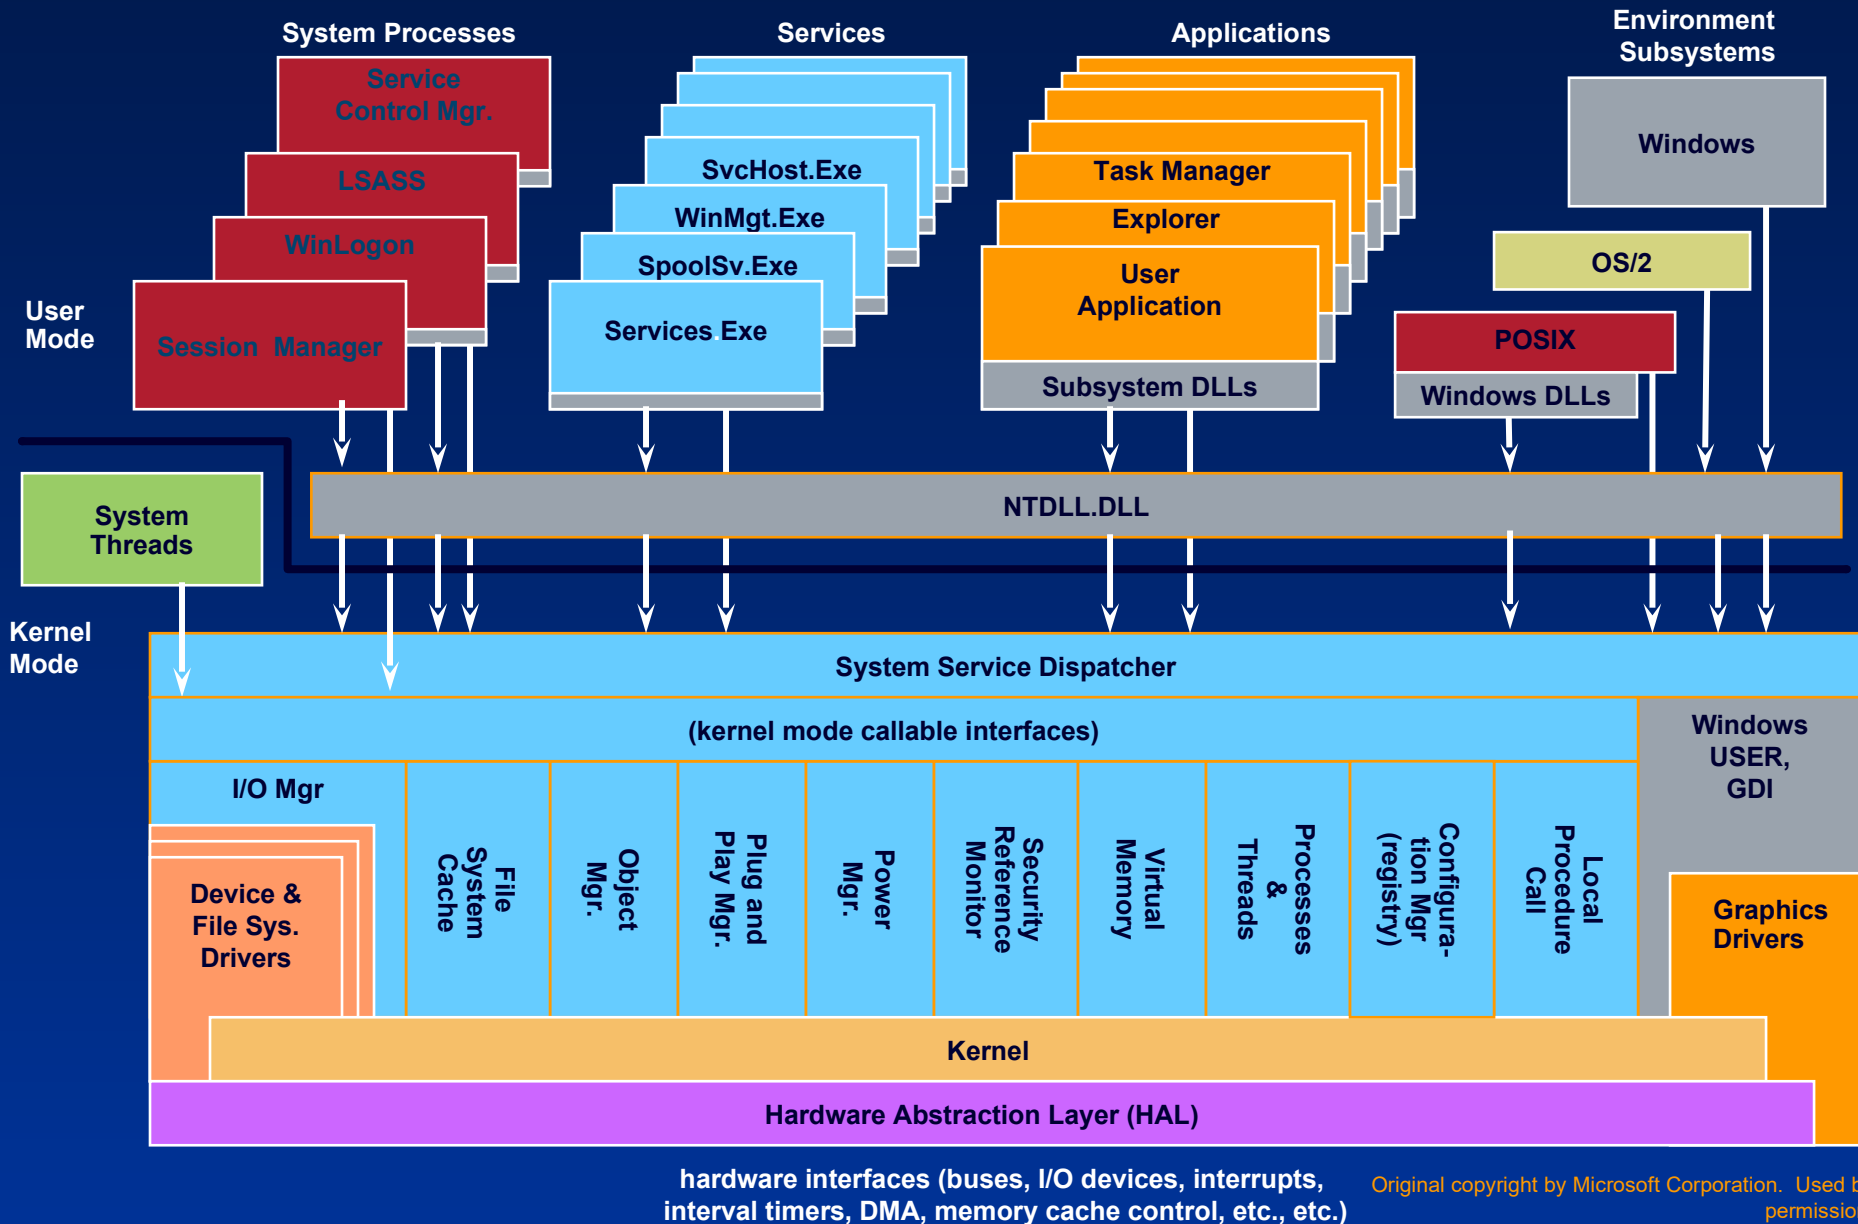 System Processes
Services
Applications
Environment
Subsystems
Service
Control Mgr.
LSASS
WinLogon
Session Manager
SvcHost.Exe
WinMgt.Exe
SpoolSv.Exe
Services.Exe
Task Manager
Explorer
User
Application
Subsystem DLLs
Windows
OS/2
POSIX
Windows DLLs
User
Mode
System
Threads
NTDLL.DLL
Kernel
Mode
System Service Dispatcher
(kernel mode callable interfaces)
Windows
USER,
GDI
I/O Mgr
Device &
File Sys.
Drivers
File
System
Cache
Object
Mgr.
Plug and
Play Mgr.
Power
Mgr.
Security
Reference
Monitor
Virtual
Memory
Processes
&
Threads
Configura-
tion Mgr
(registry)
Local
Procedure
Call
Graphics
Drivers
Kernel
Hardware Abstraction Layer (HAL)
hardware interfaces (buses, I/O devices, interrupts,
interval timers, DMA, memory cache control, etc., etc.)
Original copyright by Microsoft Corporation. Used b
permission